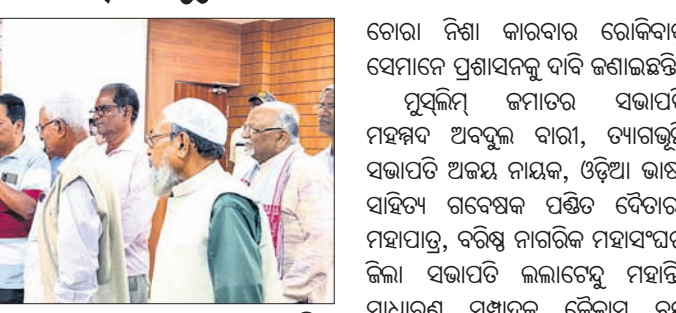 ଚୋରା ନିଶା କାରବାର ରୋକିବା
ସେମାନେ ପ୍ରଶାସନକୁ ଦାବି ଜଣାଇଛନ୍ତି
ମୁସ୍‌ଲିମ୍ ଜମାତର ସଭାପତି
ମହମ୍ମଦ ଅବଦୁଲ ବାରୀ, ତ୍ୟାଗଭୂମି
ସଭାପତି ଅଜୟ ନାୟକ, ଓଡ଼ିଆ ଭାଷା
ସାହିତ୍ୟ ଗବେଷକ ପଣ୍ଡିତ ଦୈତାରୀ
ମହାପାତ୍ର, ବରିଷ୍ଠ ନାଗରିକ ମହାସଂଘର
ଜିଲା ସଭାପତି ଲଲାଟେନ୍ଦୁ ମହାନ୍ତି